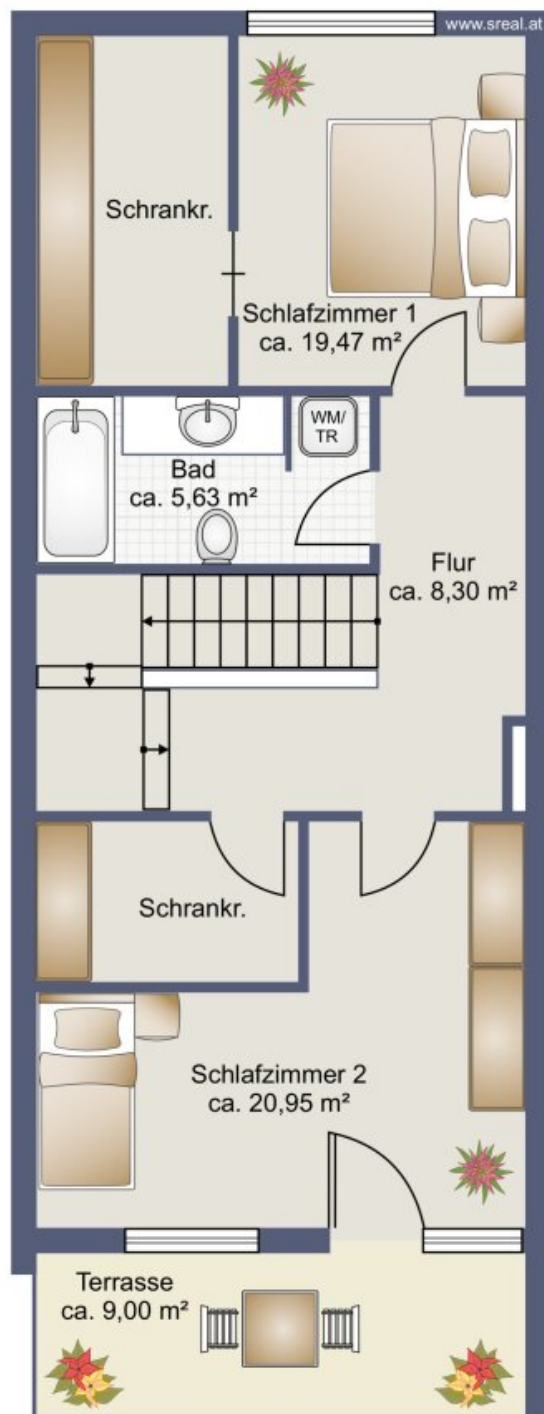 www.sreal.at
Schrankr.
Schlafzimmer 1
ca. 19,47 m²
WM/
TR
Bad
ca. 5,63 m²
Flur
ca. 8,30 m²
Schrankr.
Schlafzimmer 2
ca. 20,95 m²
Terrasse
ca. 9,00 m²